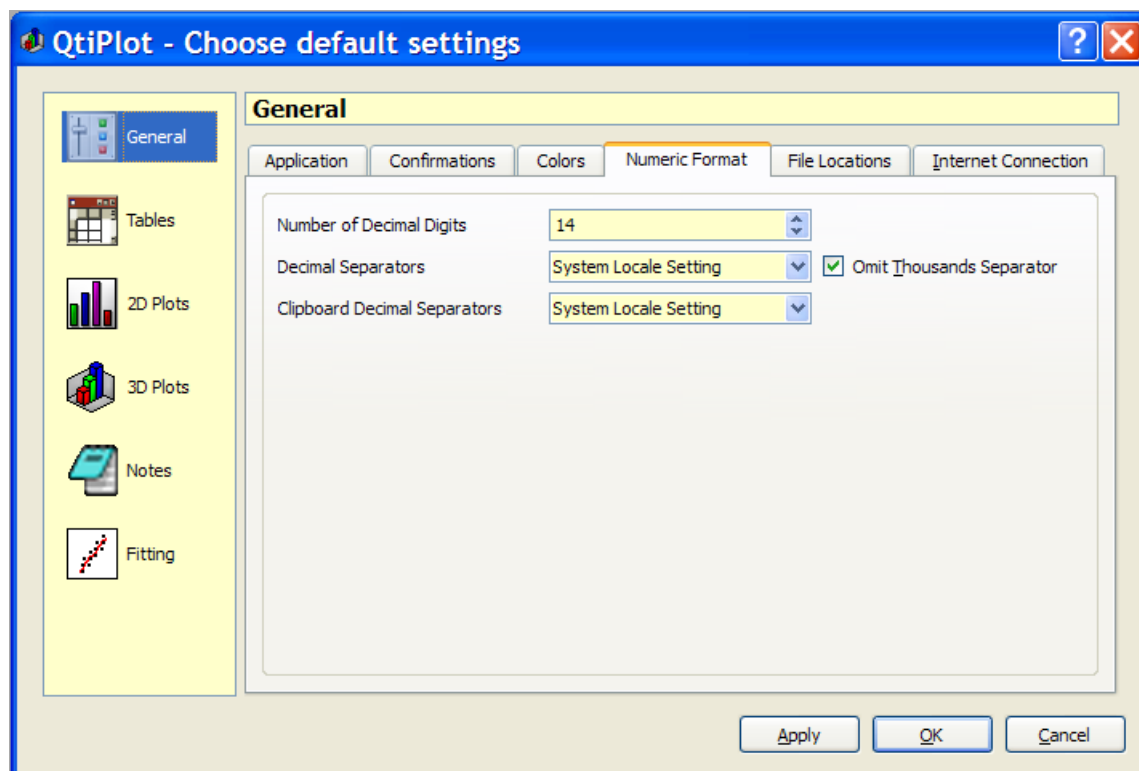 QtiPlot - Choose default settings
General
Tables
2D Plots
3D Plots
Notes
Fitting
General
Application Confirmations Colors Numeric Format File Locations Internet Connection
Number of Decimal Digits 14
Decimal Separators System Locale Setting Omit Thousands Separator
Clipboard Decimal Separators System Locale Setting
Apply OK Cancel